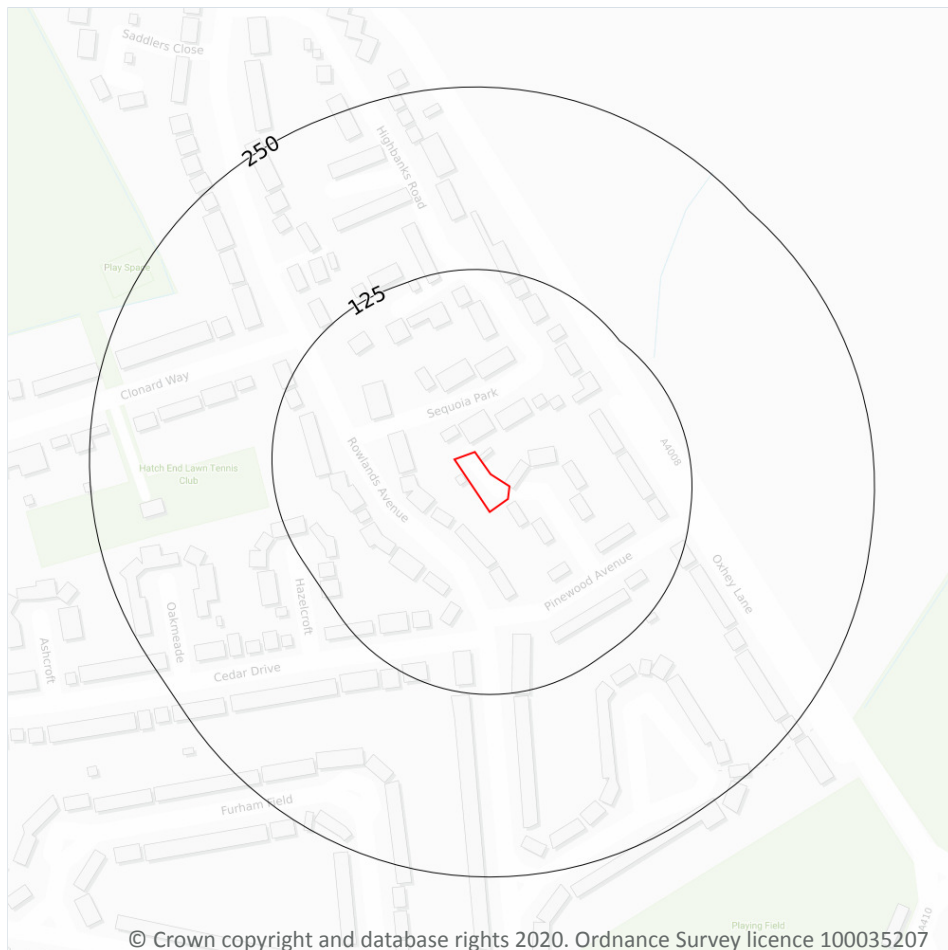 Saddlers Close
250
Highbanks Road
Play Space
125
Clonard Way
Sequoia Park
Rowlands Avenue
A4008
Hatch End Lawn Tennis
Club
Oxhey Lane
Pinewood Avenue
Hazelcroft
Oakmeade
Ashcroft
Cedar Drive
Furham Field
Playing Field
A410
© Crown copyright and database rights 2020. Ordnance Survey licence 100035207